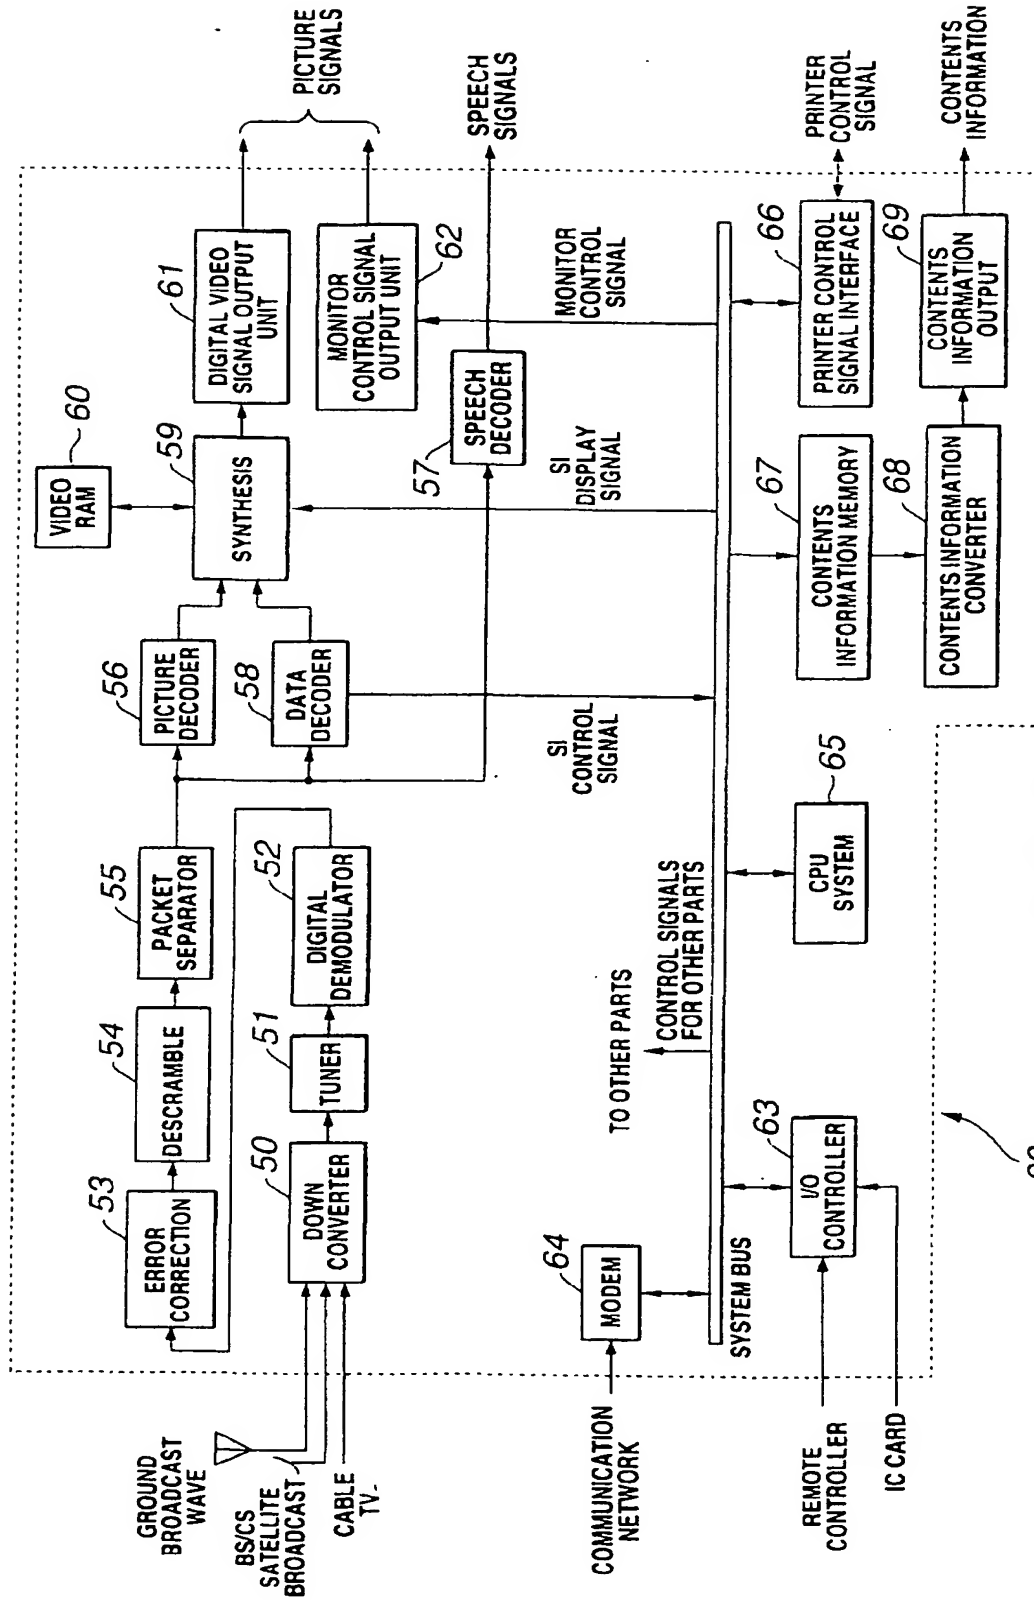 GROUND
BROADCAST
WAVE
BS/CS
SATELLITE
BROADCAST
CABLE
TV
53
ERROR
CORRECTION
54
DESCRAMBLE
55
PACKET
SEPARATOR
50
DOWN
CONVERTER
51
TUNER
52
DIGITAL
DEMODULATOR
56
PICTURE
DECODER
58
DATA
DECODER
60
VIDEO
RAM
59
SYNTHESIS
57
SPEECH
DECODER
61
DIGITAL VIDEO
SIGNAL OUTPUT
UNIT
MONITOR
CONTROL SIGNAL
OUTPUT UNIT
62
PICTURE
SIGNALS
SPEECH
SIGNALS
SI
CONTROL
SIGNAL
SI
DISPLAY
SIGNAL
MONITOR
CONTROL
SIGNAL
COMMUNICATION
NETWORK
64
MODEM
TO OTHER PARTS
CONTROL SIGNALS
FOR OTHER PARTS
SYSTEM BUS
REMOTE
CONTROLLER
IC CARD
63
I/O
CONTROLLER
65
CPU
SYSTEM
67
CONTENTS
INFORMATION MEMORY
66
PRINTER CONTROL
SIGNAL INTERFACE
PRINTER
CONTROL
SIGNAL
68
CONTENTS INFORMATION
CONVERTER
69
CONTENTS
INFORMATION
OUTPUT
CONTENTS
INFORMATION